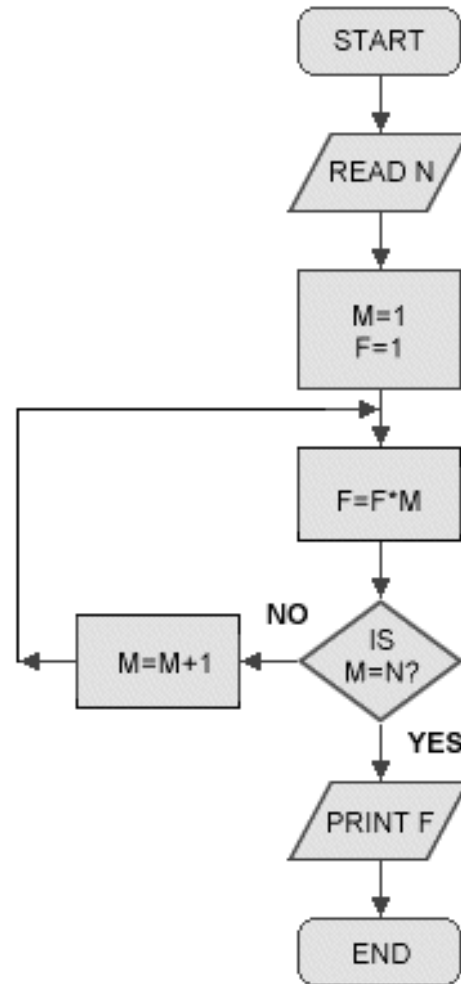 START
READ N
M=1
F=1
F=F*M
NO
IS
M=N?
M=M+1
YES
PRINT F
END